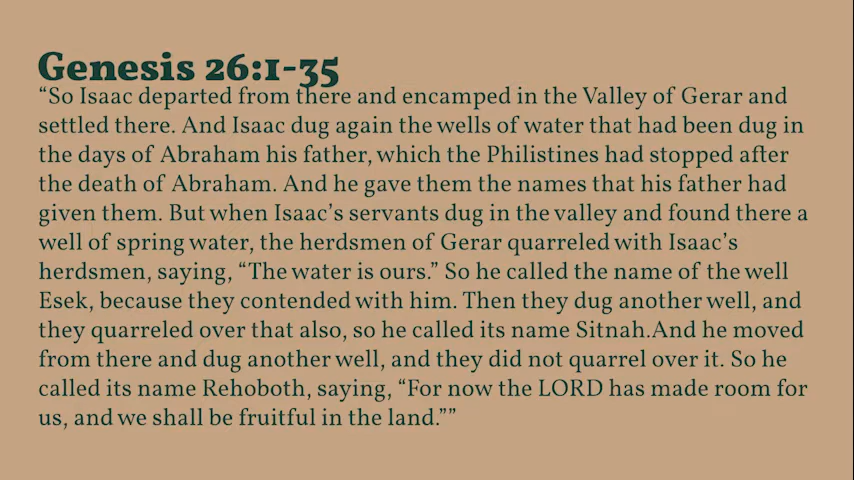 Genesis 26:1-35
“So Isaac departed from there and encamped in the Valley of Gerar and
settled there. And Isaac dug again the wells of water that had been dug in
the days of Abraham his father, which the Philistines had stopped after
the death of Abraham. And he gave them the names that his father had
given them. But when Isaac’s servants dug in the valley and found there a
well of spring water, the herdsmen of Gerar quarreled with Isaac’s
herdsmen, saying, “The water is ours.” So he called the name of the well
Esek, because they contended with him. Then they dug another well, and
they quarreled over that also, so he called its name Sitnah.And he moved
from there and dug another well, and they did not quarrel over it. So he
called its name Rehoboth, saying, “For now the LORD has made room for
us, and we shall be fruitful in the land.””